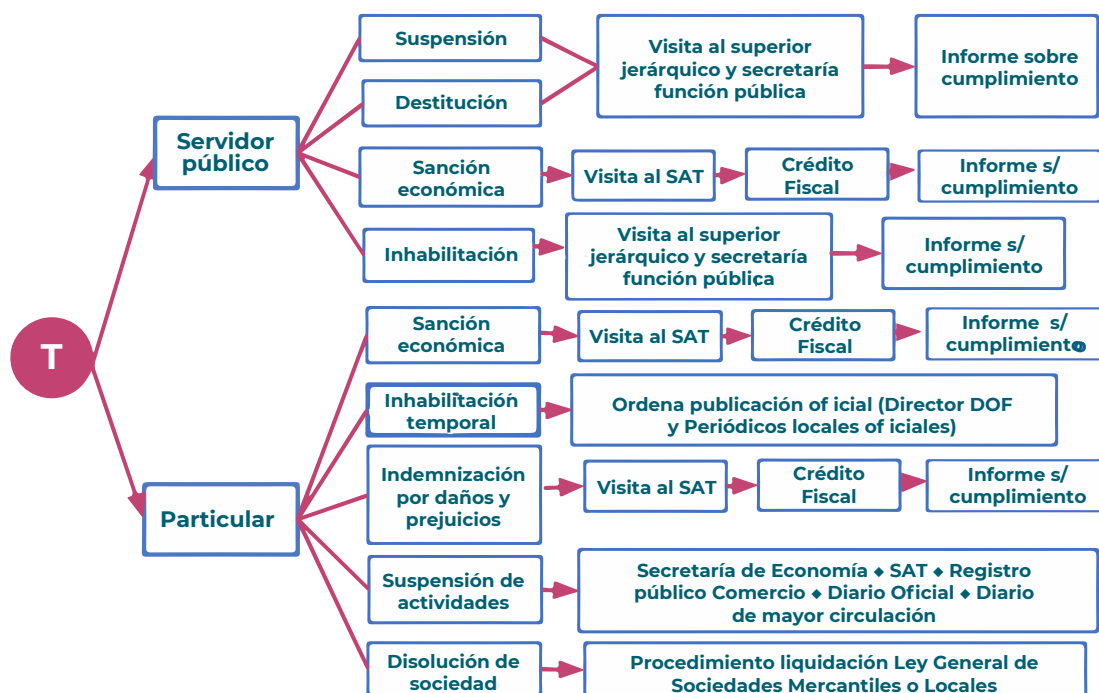 T
Servidor
público
Suspensión
Destitución
Visita al superior
jerárquico y secretaría
función pública
Informe sobre
cumplimiento
Sanción
económica
Visita al SAT
Crédito
Fiscal
Informe s/
cumplimiento
Inhabilitación
Visita al superior
jerárquico y secretaría
función pública
Informe s/
cumplimiento
Particular
Sanción
económica
Visita al SAT
Crédito
Fiscal
Informe s/
cumplimiento
Inhabilitación
temporal
Ordena publicación of icial (Director DOF
y Periódicos locales of iciales)
Indemnización
por daños y
prejuicios
Visita al SAT
Crédito
Fiscal
Informe s/
cumplimiento
Suspensión de
actividades
Secretaría de Economía ◆ SAT ◆ Registro
público Comercio ◆ Diario Oficial ◆ Diario
de mayor circulación
Disolución de
sociedad
Procedimiento liquidación Ley General de
Sociedades Mercantiles o Locales